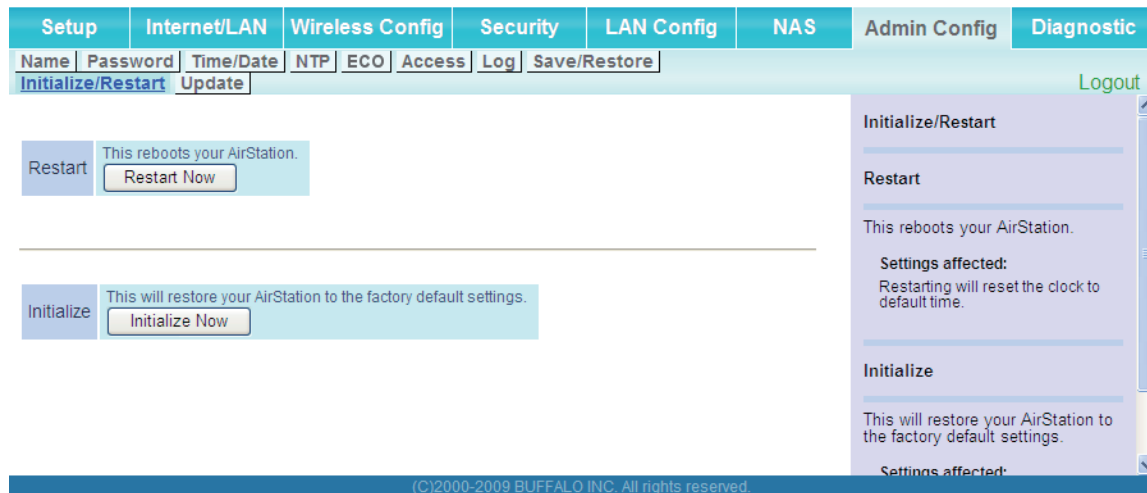 Setup Internet/LAN Wireless Config Security LAN Config NAS Admin Config Diagnostic
Name Password Time/Date NTP ECO Access Log Save/Restore
Initialize/Restart Update
Logout
Restart
This reboots your AirStation.
Restart Now
Initialize
This will restore your AirStation to the factory default settings.
Initialize Now
Initialize/Restart
Restart
This reboots your AirStation.
Settings affected:
Restarting will reset the clock to
default time.
Initialize
This will restore your AirStation to
the factory default settings.
Settings affected:
(C)2000-2009 BUFFALO INC. All rights reserved.